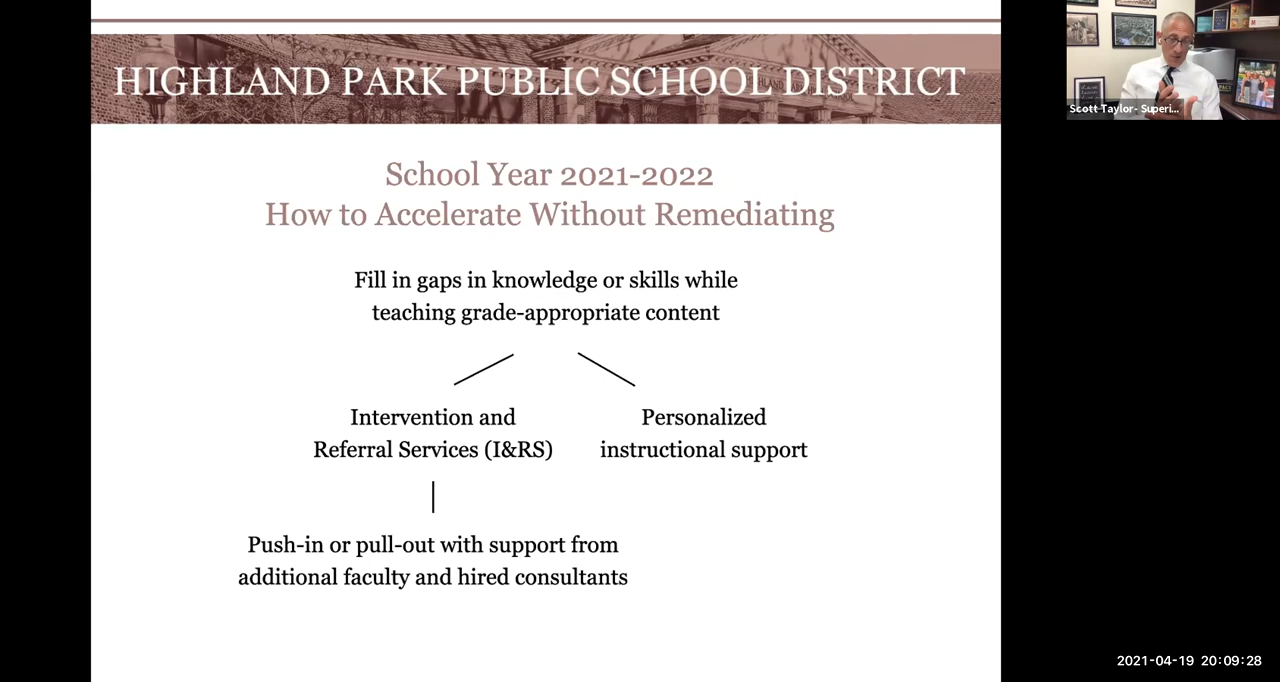 HIGHLAND PARK PUBLIC SCHOOL DISTRICT
Scott Taylor- Superi...
School Year 2021-2022
How to Accelerate Without Remediating
Fill in gaps in knowledge or skills while
teaching grade-appropriate content
Intervention and
Referral Services (I&RS)
Personalized
instructional support
Push-in or pull-out with support from
additional faculty and hired consultants
2021-04-19 20:09:28